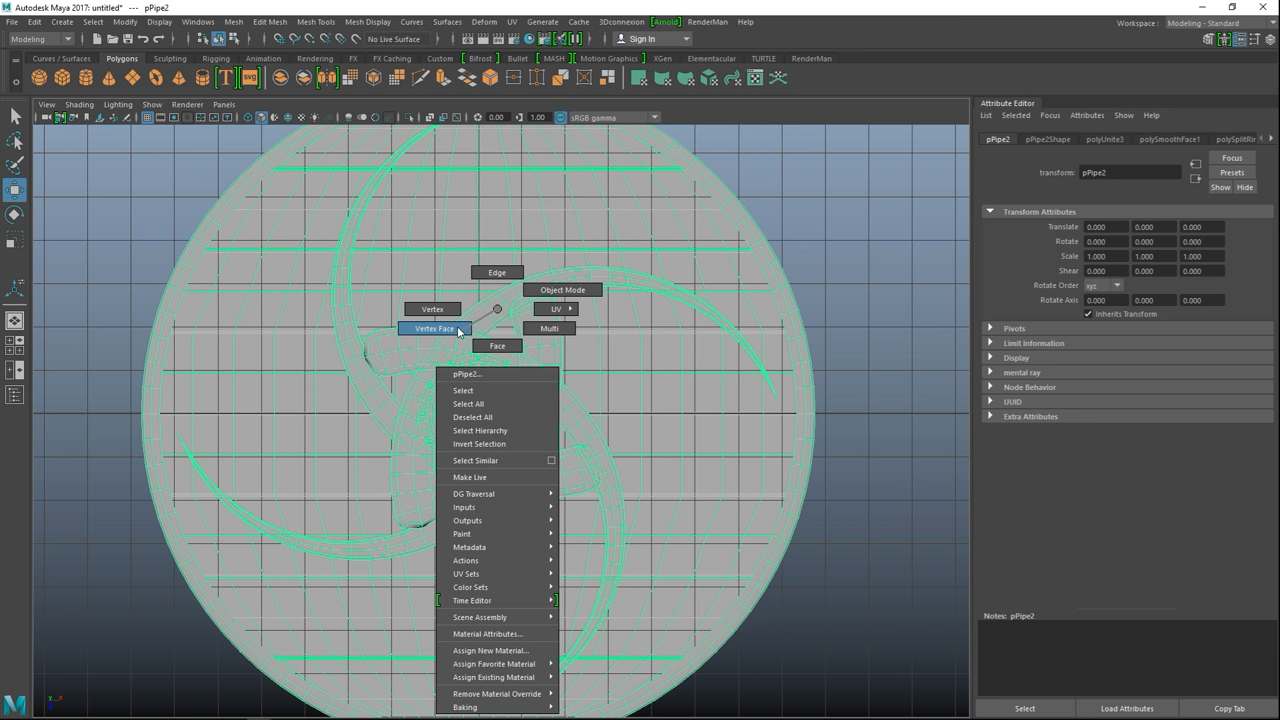 Autodesk Maya 2017: untitled* --- pPipe2
File Edit Create Select Modify Display Windows Mesh Edit Mesh Mesh Tools Mesh Display Curves Surfaces Deform UV Generate Cache 3Dconnexion [Arnold] RenderMan Help
Workspace : Modeling - Standard
Modeling No Live Surface Sign In
Curves / Surfaces Polygons Sculpting Rigging Animation Rendering FX FX Caching Custom [ Bifrost ] Bullet [ MASH ] [ Motion Graphics ] XGen Elementacular TURTLE RenderMan
T svg
View Shading Lighting Show Renderer Panels
0.00 1.00 sRGB gamma
Attribute Editor
List Selected Focus Attributes Show Help
pPipe2 pPipe2Shape polyUnite3 polySmoothFace1 polySplitRir
Focus
transform: pPipe2 Presets
Show Hide
Transform Attributes
Translate 0.000 0.000 0.000
Rotate 0.000 0.000 0.000
Scale 1.000 1.000 1.000
Shear 0.000 0.000 0.000
Rotate Order xyz
Rotate Axis 0.000 0.000 0.000
Inherits Transform
Pivots
Limit Information
Display
mental ray
Node Behavior
UUID
Extra Attributes
Notes: pPipe2
Select Load Attributes Copy Tab
Edge
Object Mode
Vertex UV
Vertex Face Multi
Face
pPipe2...
Select
Select All
Deselect All
Select Hierarchy
Invert Selection
Select Similar
Make Live
DG Traversal
Inputs
Outputs
Paint
Metadata
Actions
UV Sets
Color Sets
Time Editor
Scene Assembly
Material Attributes...
Assign New Material...
Assign Favorite Material
Assign Existing Material
Remove Material Override
Baking